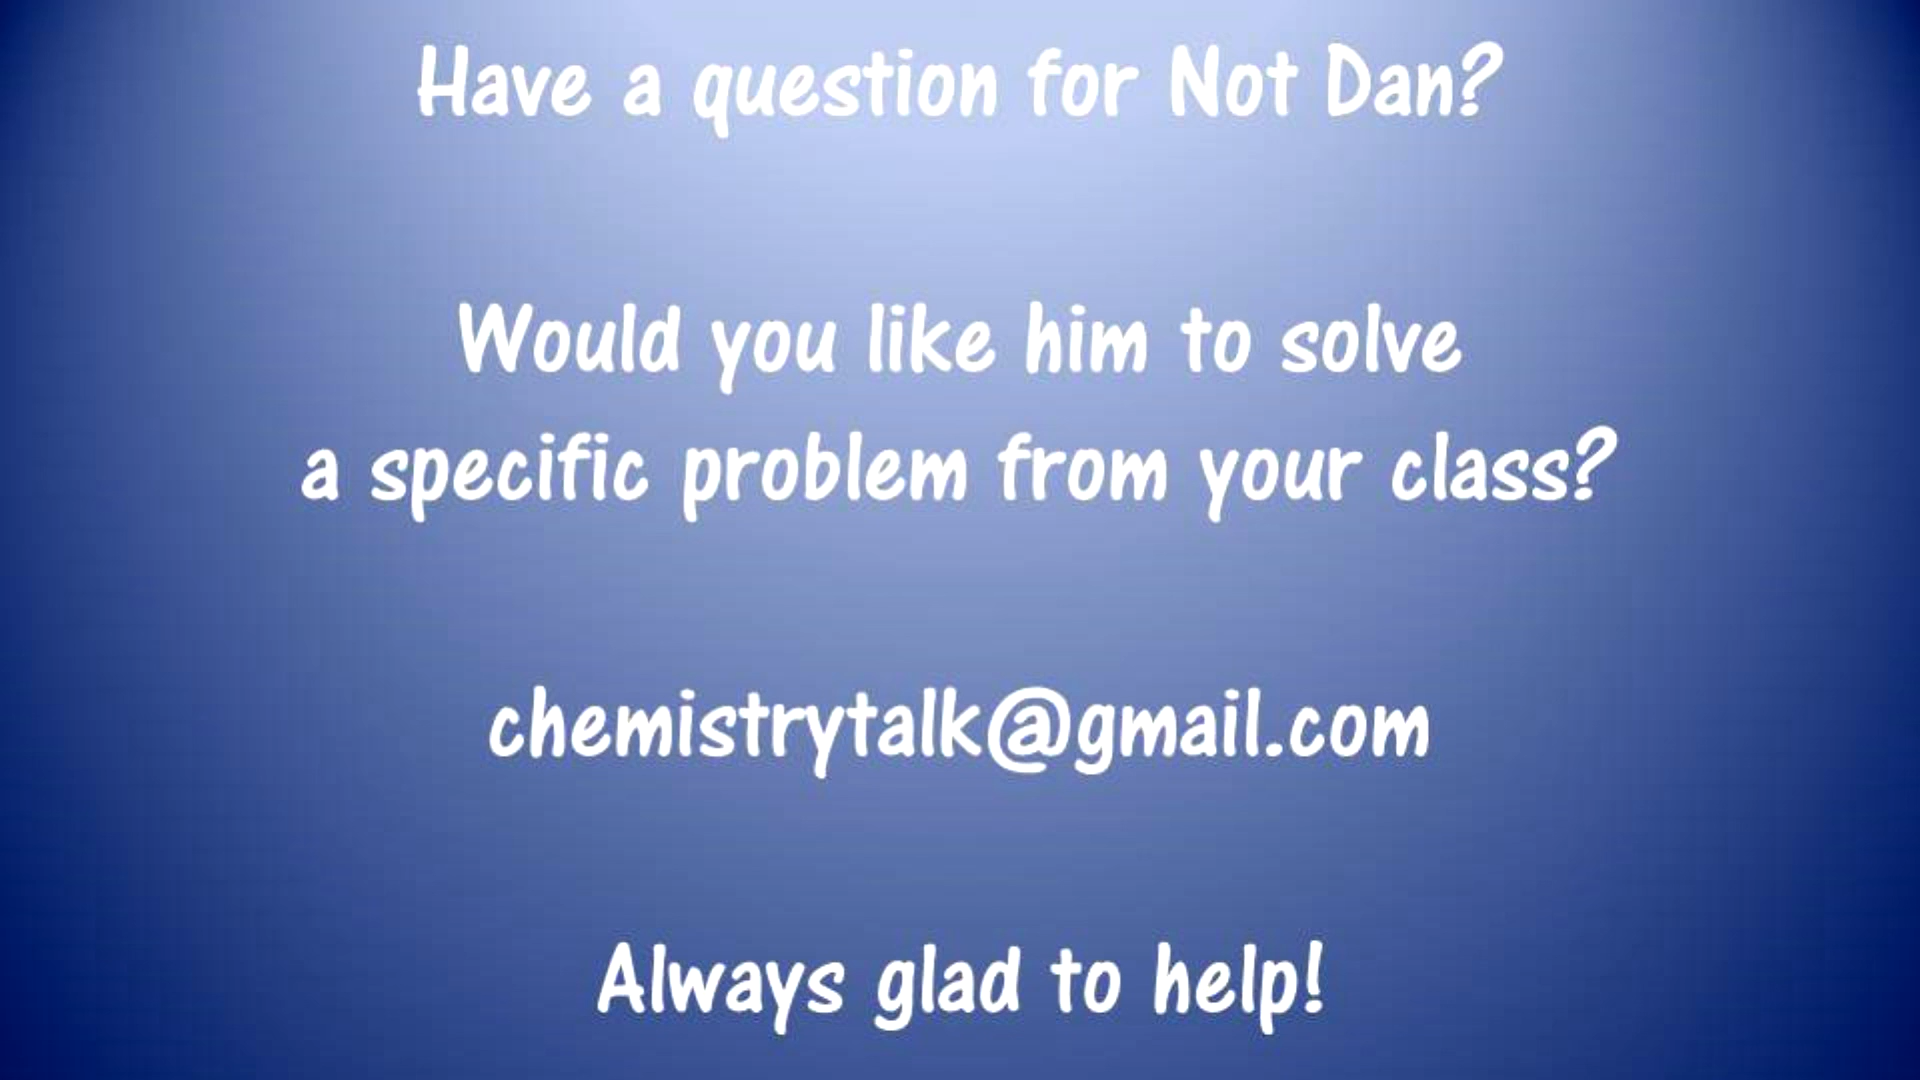 Have a question for Not Dan?
Would you like him to solve
a specific problem from your class?
chemistrytalk@gmail.com
Always glad to help!